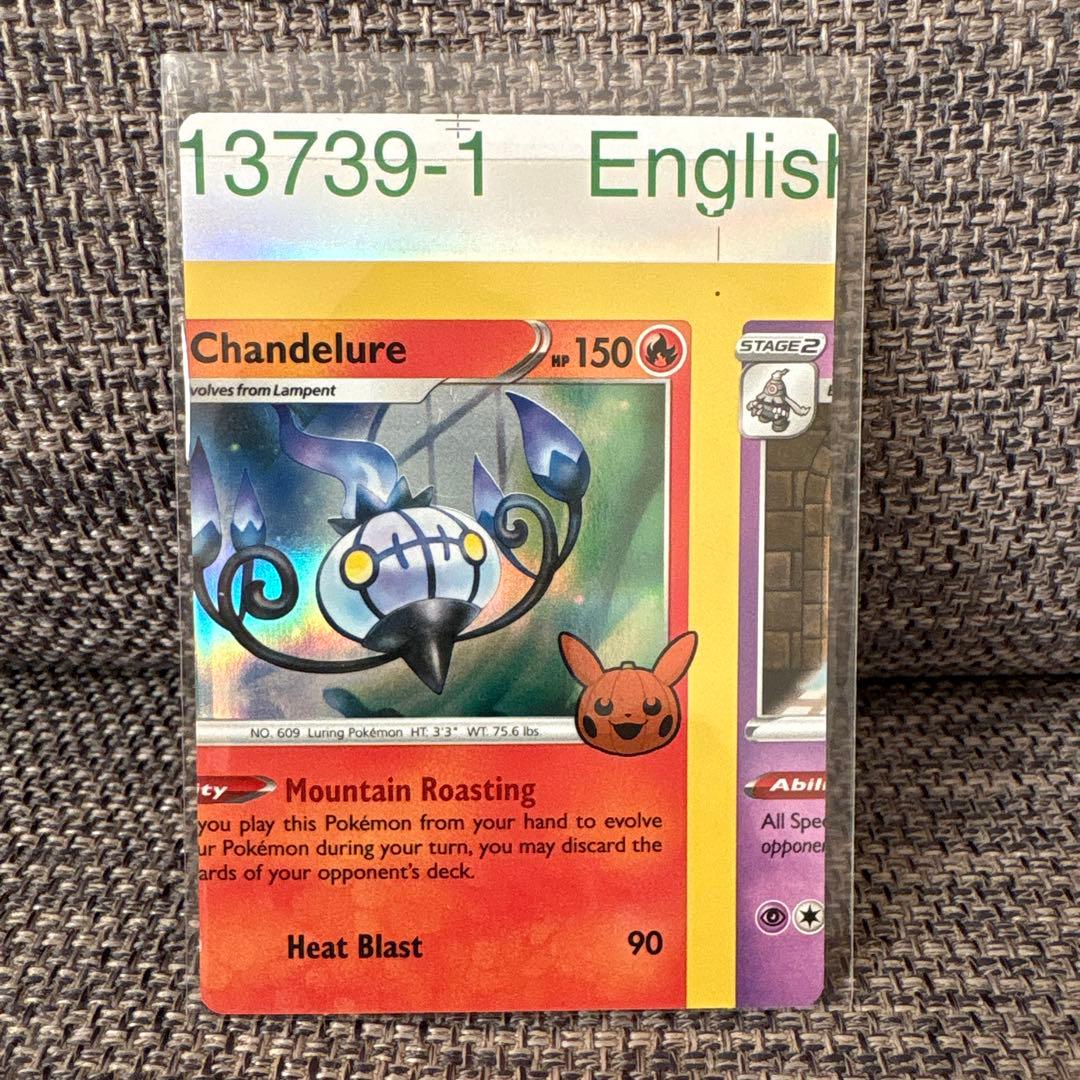 13739-1 English
Chandelure HP 150
volves from Lampent
STAGE 2
NO. 609 Luring Pokémon HT: 3'3" WT: 75.6 lbs.
ity Mountain Roasting
you play this Pokémon from your hand to evolve
ur Pokémon during your turn, you may discard the
ards of your opponent's deck.
Heat Blast 90
Abili
All Spe
opponen